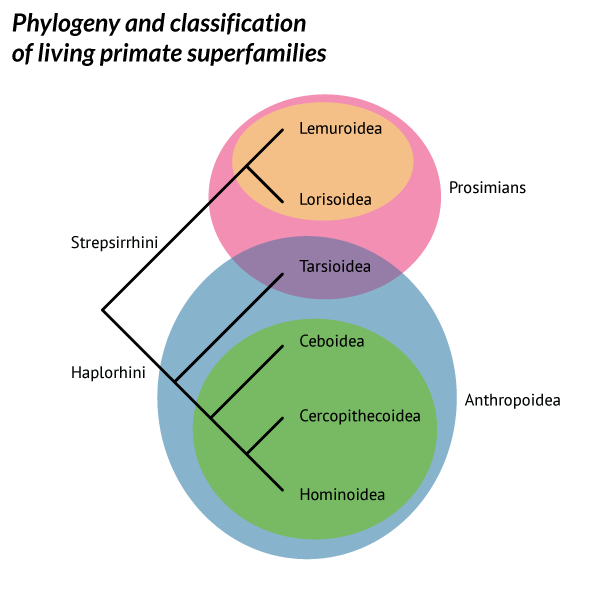 Phylogeny and classification
of living primate superfamilies
Lemuroidea
Prosimians
Lorisoidea
Strepsirrhini
Tarsioidea
Ceboidea
Haplorhini
Anthropoidea
Cercopithecoidea
Hominoidea